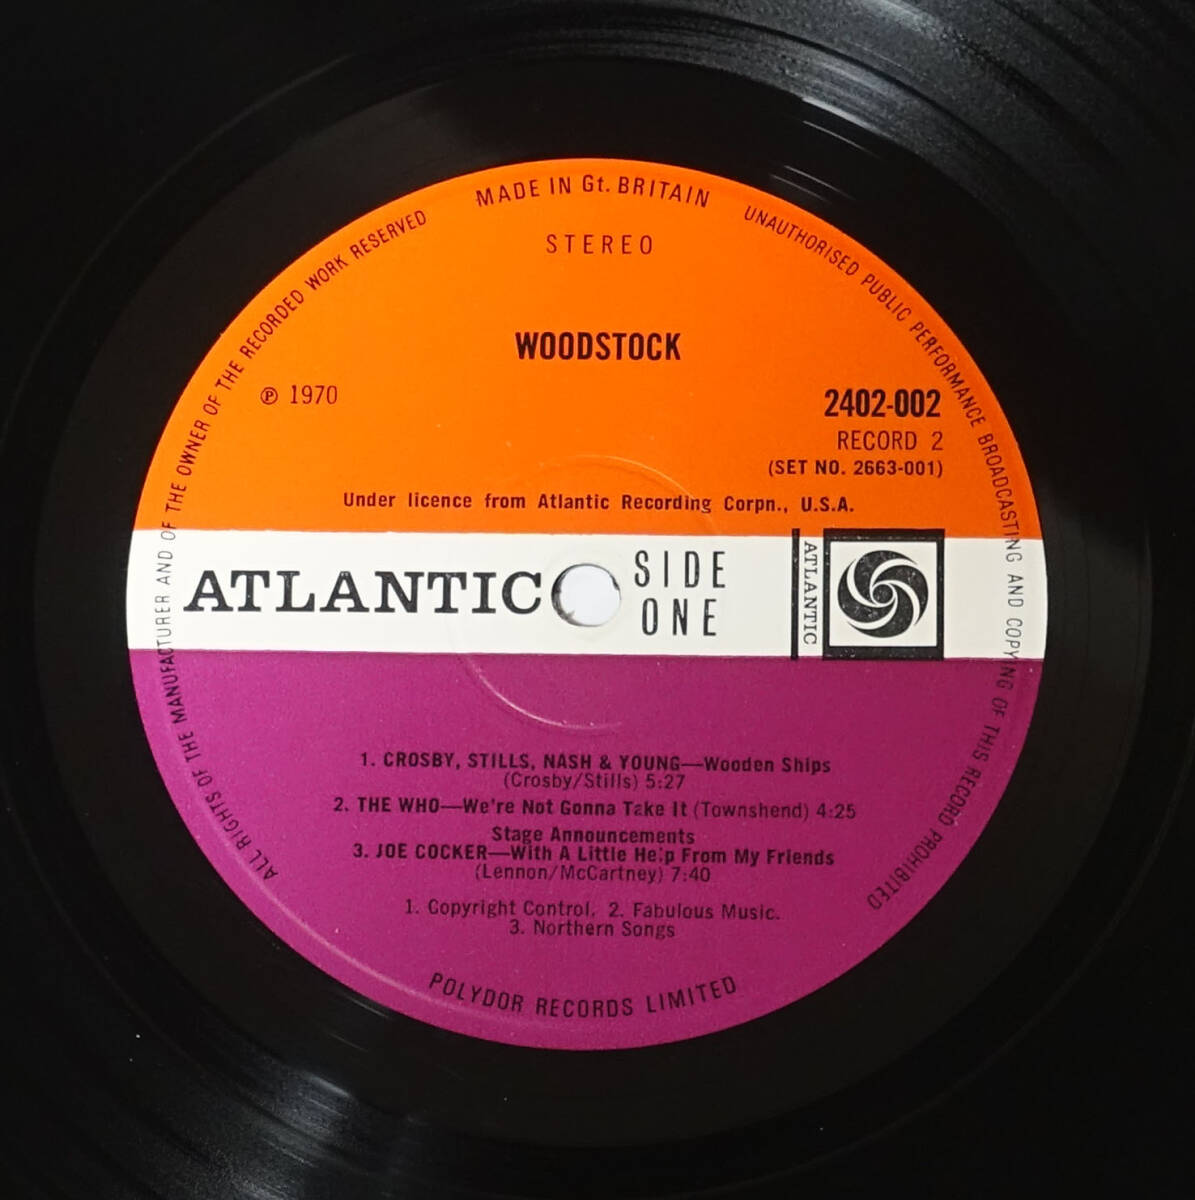 MADE IN Gt. BRITAIN
UNAUTHORISED PUBLIC PERFORMANCE BROADCASTING AND COPYING OF THIS RECORD PROHIBITED
ALL RIGHTS OF THE MANUFACTURER AND OF THE OWNER OF THE RECORDED WORK RESERVED
STEREO
WOODSTOCK
℗ 1970
2402-002
RECORD 2
(SET NO. 2663-001)
Under licence from Atlantic Recording Corpn., U.S.A.
ATLANTIC
SIDE
ONE
ATLANTIC
1. CROSBY, STILLS, NASH & YOUNG—Wooden Ships
(Crosby/Stills) 5:27
2. THE WHO—We're Not Gonna Take It (Townshend) 4:25
Stage Announcements
3. JOE COCKER—With A Little Help From My Friends
(Lennon/McCartney) 7:40
1. Copyright Control. 2. Fabulous Music.
3. Northern Songs
POLYDOR RECORDS LIMITED